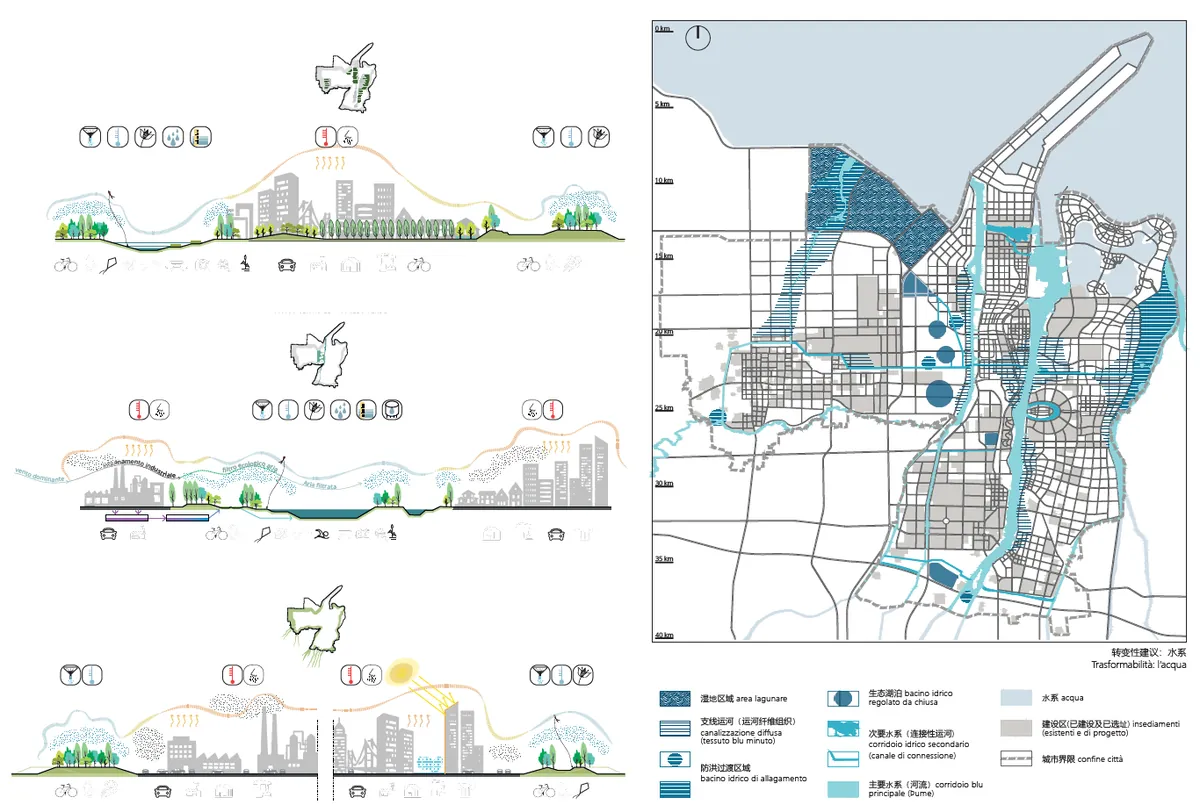 vento dominante
inquinamento industriale
filtro ecologico aria
Aria filtrata
0 km
5 km
10 km
15 km
20 km
25 km
30 km
35 km
40 km
转变性建议：水系
Trasformabilità: l'acqua
湿地区域 area lagunare
支线运河（运河纤维组织）
canalizzazione diffusa
(tessuto blu minuto)
防洪过渡区域
bacino idrico di allagamento
生态湖泊 bacino idrico
regolato da chiusa
次要水系（连接性运河）
corridoio idrico secondario
(canale di connessione)
主要水系（河流）corridoio blu
principale (Þume)
水系 acqua
建设区(已建设及已选址) insediamenti
(esistenti e di progetto)
城市界限 confine città